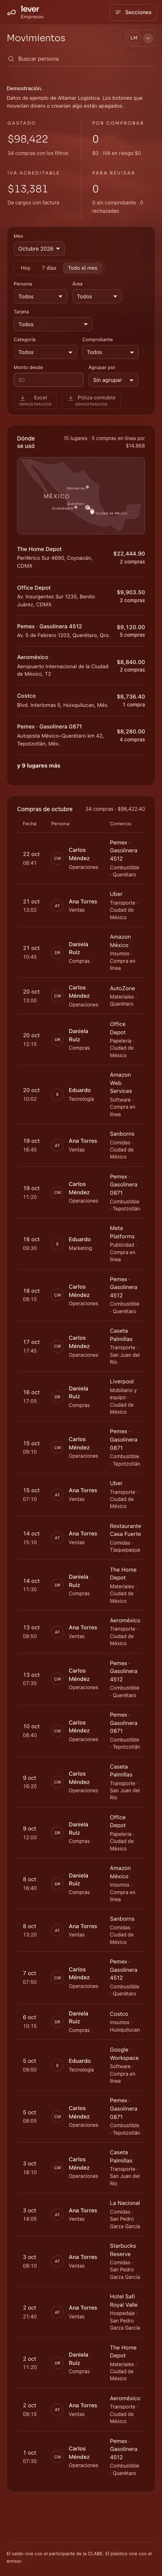 lever
Empresas
Secciones
Movimientos
LM
Buscar persona
Demostración.
Datos de ejemplo de Altamar Logística. Los botones que moverían dinero o crearían algo están apagados.
GASTADO
$98,422
34 compras con los filtros
POR COMPROBAR
0
$0 · IVA en riesgo $0
IVA ACREDITABLE
$13,381
De cargos con factura
PARA REVISAR
0
0 sin comprobante · 0 rechazadas
Mes
Octubre 2026
Hoy
7 días
Todo el mes
Persona
Todos
Área
Todos
Tarjeta
Todos
Categoría
Todos
Comprobante
Todos
Monto desde
$0
Agrupar por
Sin agrupar
Excel
DEMOSTRACIÓN
Póliza contable
DEMOSTRACIÓN
Dónde se usó
15 lugares · 5 compras en línea por $14,868
Monterrey
MÉXICO
Querétaro
Guadalajara
Ciudad de México
The Home Depot
Periférico Sur 4690, Coyoacán, CDMX
$22,444.90
2 compras
Office Depot
Av. Insurgentes Sur 1235, Benito Juárez, CDMX
$9,903.50
2 compras
Pemex · Gasolinera 4512
Av. 5 de Febrero 1203, Querétaro, Qro.
$9,120.00
5 compras
Aeroméxico
Aeropuerto Internacional de la Ciudad de México, T2
$8,840.00
2 compras
Costco
Blvd. Interlomas 5, Huixquilucan, Méx.
$8,736.40
1 compra
Pemex · Gasolinera 0871
Autopista México–Querétaro km 42, Tepotzotlán, Méx.
$8,280.00
4 compras
y 9 lugares más
Compras de octubre
34 compras · $98,422.40
Fecha
Persona
Comercio
22 oct 08:41 CM Carlos Méndez Operaciones Pemex · Gasolinera 4512 Combustible · Querétaro
21 oct 13:02 AT Ana Torres Ventas Uber Transporte · Ciudad de México
21 oct 10:45 DR Daniela Ruiz Compras Amazon México Insumos · Compra en línea
20 oct 13:00 CM Carlos Méndez Operaciones AutoZone Materiales · Querétaro
20 oct 12:15 DR Daniela Ruiz Compras Office Depot Papelería · Ciudad de México
20 oct 10:02 E Eduardo Tecnología Amazon Web Services Software · Compra en línea
19 oct 16:45 AT Ana Torres Ventas Sanborns Comidas · Ciudad de México
19 oct 11:20 CM Carlos Méndez Operaciones Pemex · Gasolinera 0871 Combustible · Tepotzotlán
18 oct 09:30 E Eduardo Marketing Meta Platforms Publicidad · Compra en línea
18 oct 08:15 CM Carlos Méndez Operaciones Pemex · Gasolinera 4512 Combustible · Querétaro
17 oct 17:45 CM Carlos Méndez Operaciones Caseta Palmillas Transporte · San Juan del Río
16 oct 17:05 DR Daniela Ruiz Compras Liverpool Mobiliario y equipo · Ciudad de México
15 oct 09:10 CM Carlos Méndez Operaciones Pemex · Gasolinera 0871 Combustible · Tepotzotlán
15 oct 07:10 AT Ana Torres Ventas Uber Transporte · Ciudad de México
14 oct 15:10 AT Ana Torres Ventas Restaurante Casa Fuerte Comidas · Tlaquepaque
14 oct 11:30 DR Daniela Ruiz Compras The Home Depot Materiales · Ciudad de México
13 oct 08:50 AT Ana Torres Ventas Aeroméxico Transporte · Ciudad de México
13 oct 07:35 CM Carlos Méndez Operaciones Pemex · Gasolinera 4512 Combustible · Querétaro
10 oct 08:40 CM Carlos Méndez Operaciones Pemex · Gasolinera 0871 Combustible · Tepotzotlán
9 oct 16:20 CM Carlos Méndez Operaciones Caseta Palmillas Transporte · San Juan del Río
9 oct 12:00 DR Daniela Ruiz Compras Office Depot Papelería · Ciudad de México
8 oct 16:40 DR Daniela Ruiz Compras Amazon México Insumos · Compra en línea
8 oct 13:20 AT Ana Torres Ventas Sanborns Comidas · Ciudad de México
7 oct 07:50 CM Carlos Méndez Operaciones Pemex · Gasolinera 4512 Combustible · Querétaro
6 oct 10:15 DR Daniela Ruiz Compras Costco Insumos · Huixquilucan
5 oct 09:00 E Eduardo Tecnología Google Workspace Software · Compra en línea
5 oct 08:05 CM Carlos Méndez Operaciones Pemex · Gasolinera 0871 Combustible · Tepotzotlán
3 oct 18:10 CM Carlos Méndez Operaciones Caseta Palmillas Transporte · San Juan del Río
3 oct 14:05 AT Ana Torres Ventas La Nacional Comidas · San Pedro Garza García
3 oct 08:10 AT Ana Torres Ventas Starbucks Reserve Comidas · San Pedro Garza García
2 oct 21:40 AT Ana Torres Ventas Hotel Safi Royal Valle Hospedaje · San Pedro Garza García
2 oct 11:20 DR Daniela Ruiz Compras The Home Depot Materiales · Ciudad de México
2 oct 09:15 AT Ana Torres Ventas Aeroméxico Transporte · Ciudad de México
1 oct 07:30 CM Carlos Méndez Operaciones Pemex · Gasolinera 4512 Combustible · Querétaro
El saldo vive con el participante de la CLABE. El plástico vive con el emisor.